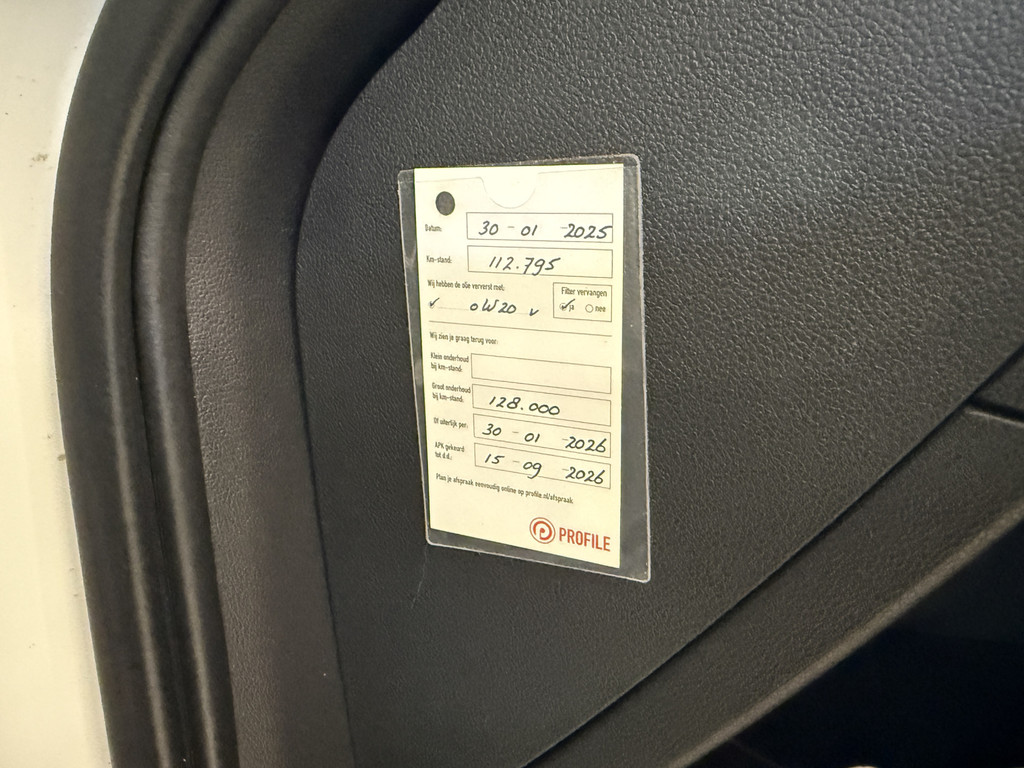 Datum: 30 - 01 - 2025
Km-stand: 112.795
Wij hebben de olie ververst met: Filter vervangen
✓ 0W20 v ja nee
Wij zien je graag terug voor:
Klein onderhoud
bij km-stand:
Groot onderhoud
bij km-stand: 128.000
Of uiterlijk per: 30 - 01 - 2026
APK gekeurd
tot d.d.: 15 - 09 - 2026
Plan je afspraak eenvoudig online op profile.nl/afspraak
PROFILE